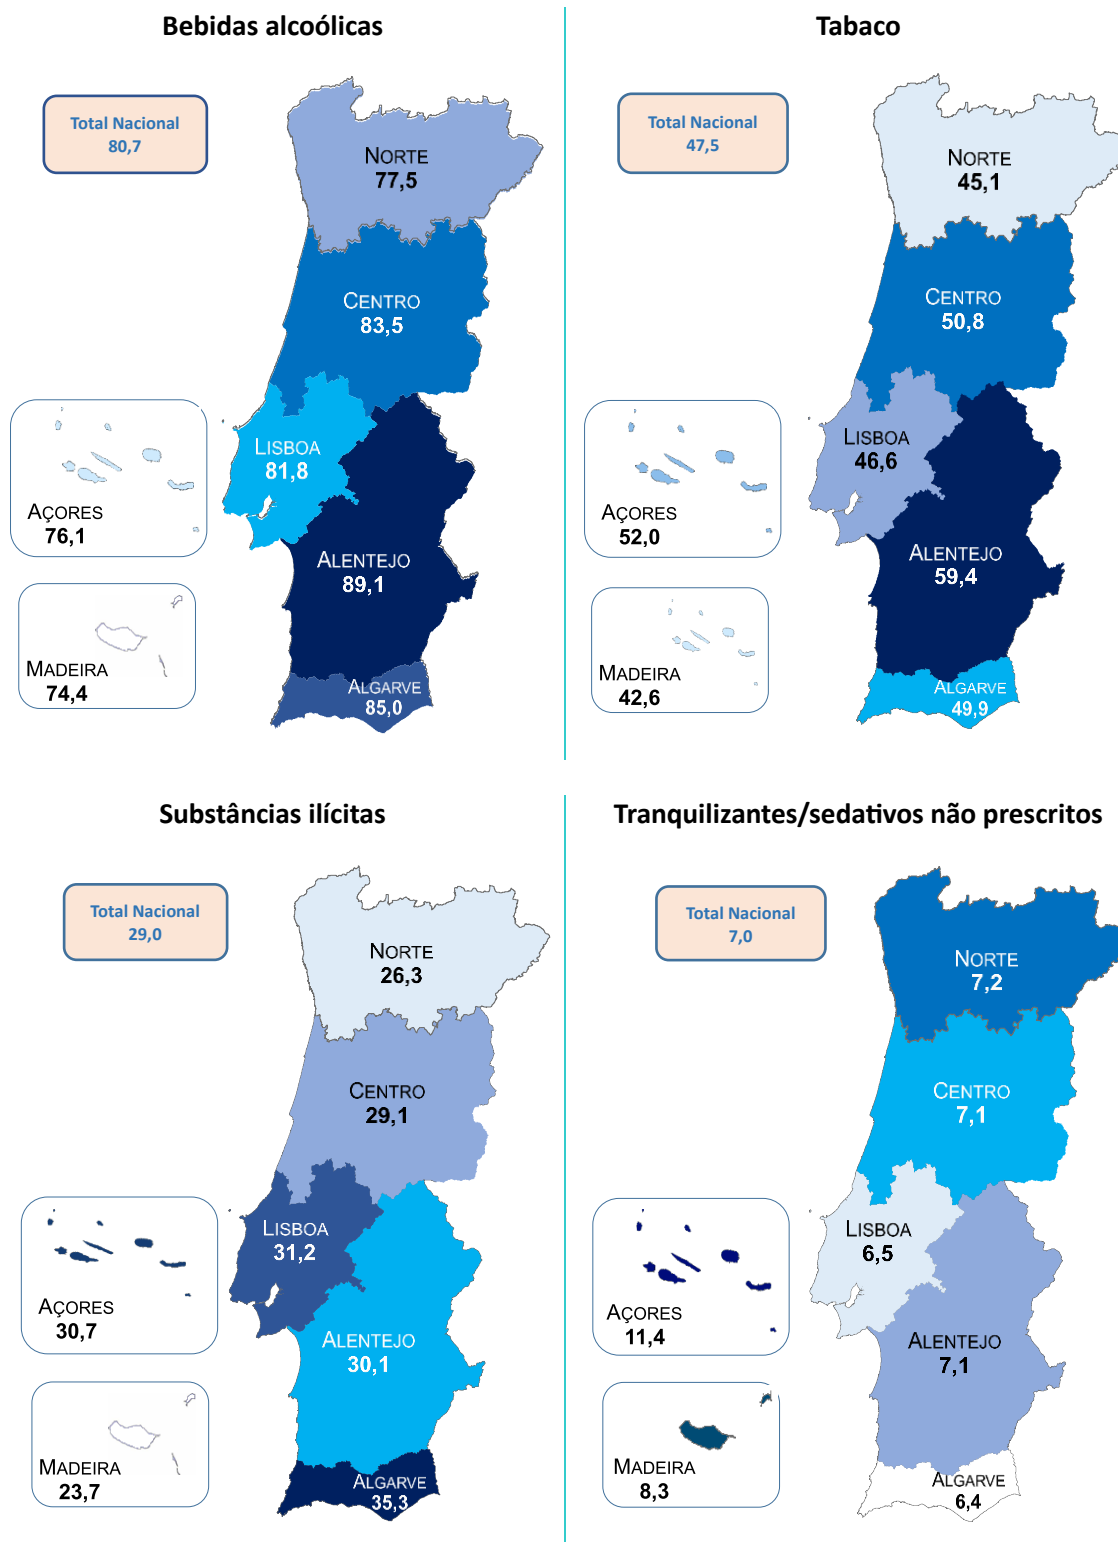 Bebidas alcoólicas
Total Nacional
80,7
NORTE
77,5
CENTRO
83,5
LISBOA
81,8
AÇORES
76,1
ALENTEJO
89,1
MADEIRA
74,4
ALGARVE
85,0
Tabaco
Total Nacional
47,5
NORTE
45,1
CENTRO
50,8
LISBOA
46,6
AÇORES
52,0
ALENTEJO
59,4
MADEIRA
42,6
ALGARVE
49,9
Substâncias ilícitas
Total Nacional
29,0
NORTE
26,3
CENTRO
29,1
LISBOA
31,2
AÇORES
30,7
ALENTEJO
30,1
MADEIRA
23,7
ALGARVE
35,3
Tranquilizantes/sedativos não prescritos
Total Nacional
7,0
NORTE
7,2
CENTRO
7,1
LISBOA
6,5
AÇORES
11,4
ALENTEJO
7,1
MADEIRA
8,3
ALGARVE
6,4